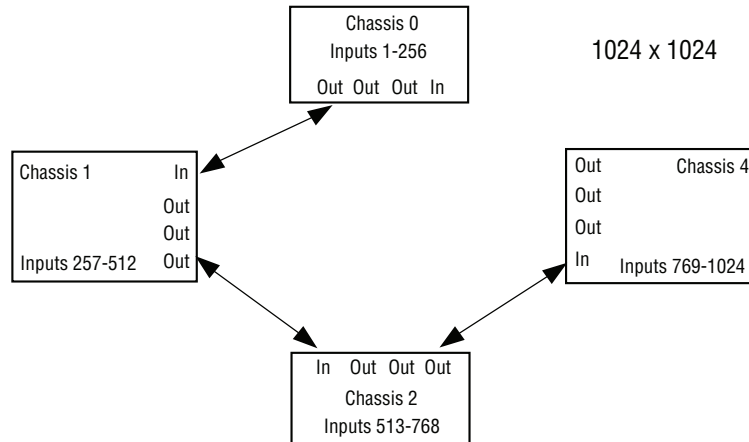 Chassis 0
Inputs 1-256
Out Out Out In
1024 x 1024
Chassis 1 In
Out
Out
Inputs 257-512 Out
Out Chassis 4
Out
Out
In Inputs 769-1024
In Out Out Out
Chassis 2
Inputs 513-768